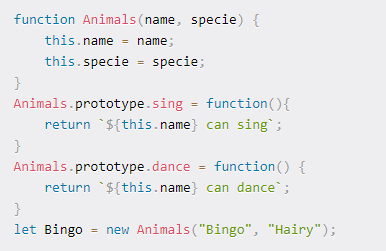 function Animals(name, specie) {
    this.name = name;
    this.specie = specie;
}
Animals.prototype.sing = function(){
    return `${this.name} can sing`;
}
Animals.prototype.dance = function() {
    return `${this.name} can dance`;
}
let Bingo = new Animals("Bingo", "Hairy");